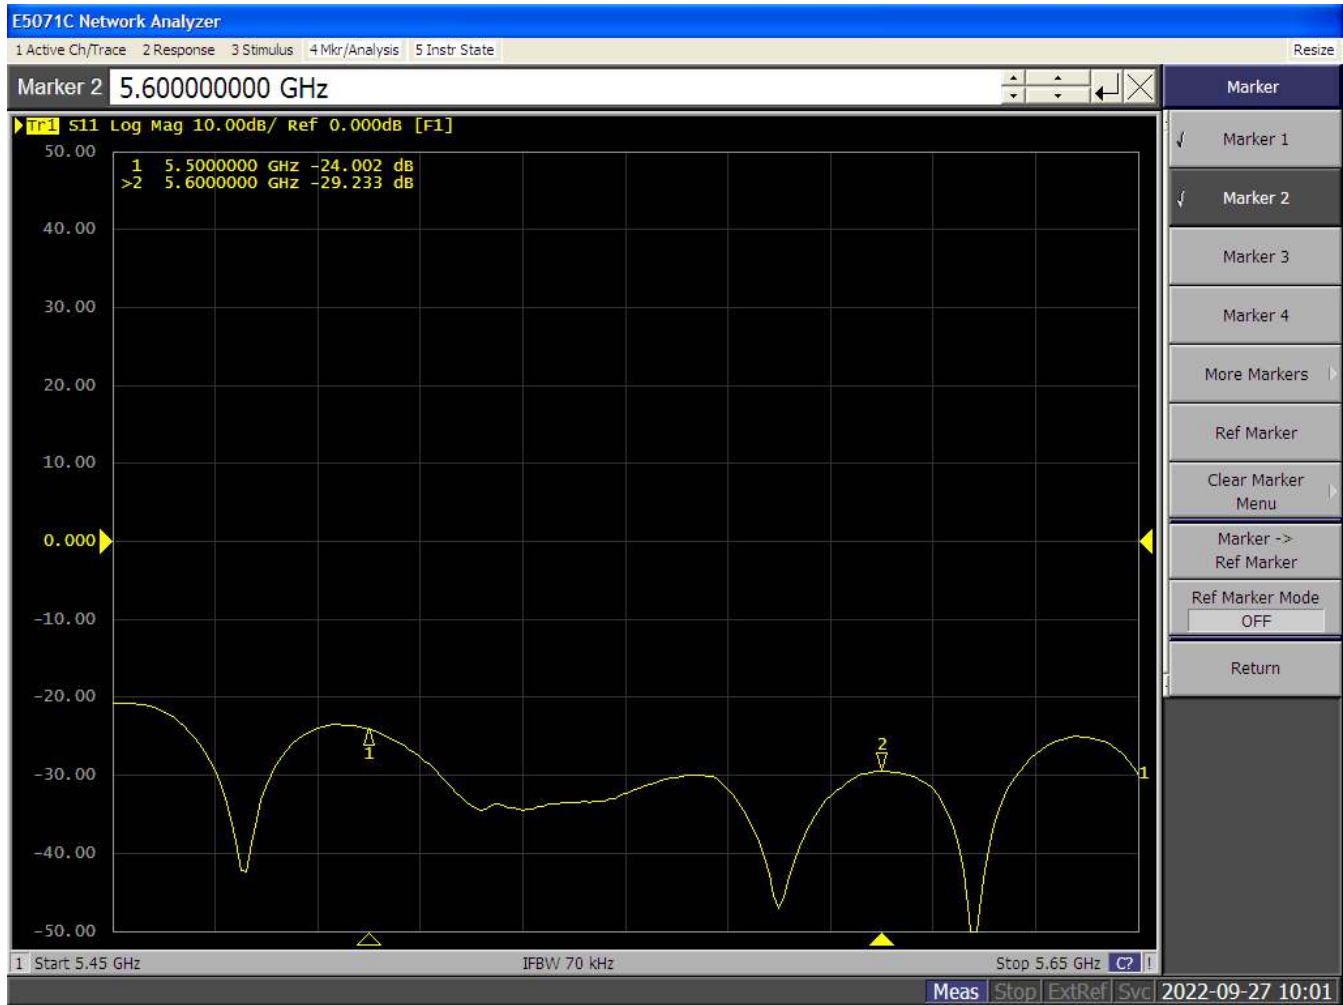 E5071C Network Analyzer
1 Active Ch/Trace 2 Response 3 Stimulus 4 Mkr/Analysis 5 Instr State Resize
Marker 2 5.600000000 GHz
Marker
Tr1 S11 Log Mag 10.00dB/ Ref 0.000dB [F1]
50.00
1 5.5000000 GHz -24.002 dB
>2 5.6000000 GHz -29.233 dB
40.00
30.00
20.00
10.00
0.000
-10.00
-20.00
-30.00
-40.00
-50.00
1
2
1
Marker 1
Marker 2
Marker 3
Marker 4
More Markers
Ref Marker
Clear Marker
Menu
Marker ->
Ref Marker
Ref Marker Mode
OFF
Return
1 Start 5.45 GHz IFBW 70 kHz Stop 5.65 GHz C? !
Meas Stop ExtRef Svc 2022-09-27 10:01